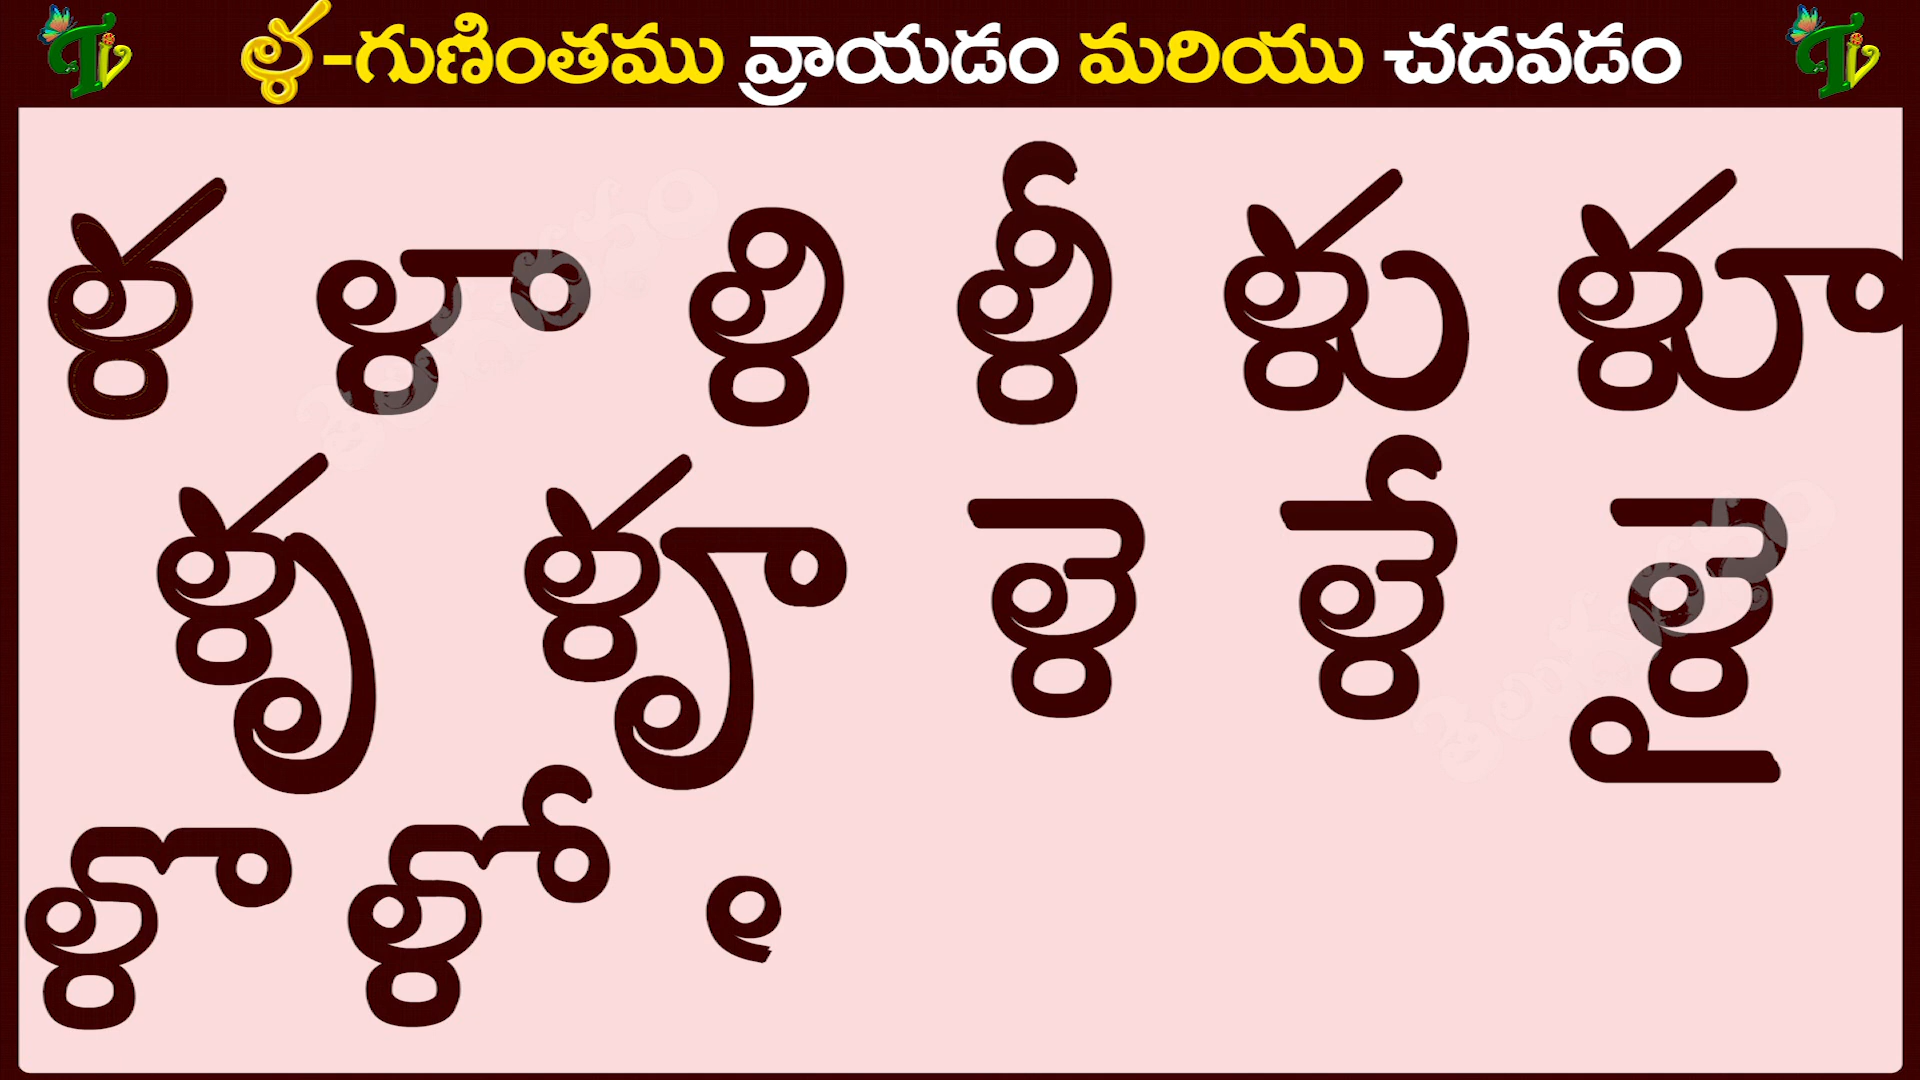 ళ-గుణింతము వ్రాయడం మరియు చదవడం
ళ ళా ళి ళీ ళు ళూ
ళృ ళౄ ళె ళే ళై
ళొ ళో